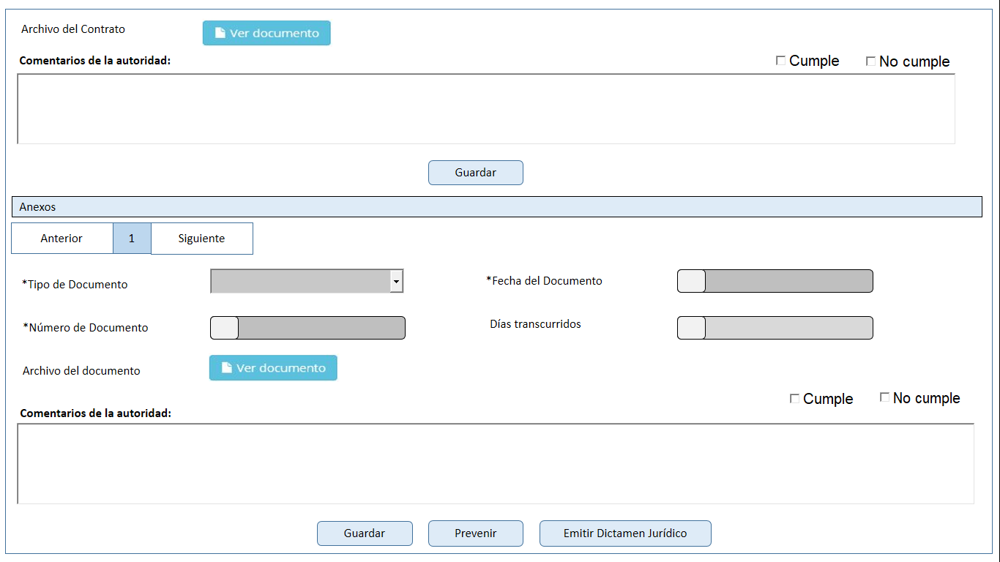 Archivo del Contrato
Ver documento
Comentarios de la autoridad:
Cumple
No cumple
Guardar
Anexos
Anterior
1
Siguiente
*Tipo de Documento
*Fecha del Documento
*Número de Documento
Días transcurridos
Archivo del documento
Ver documento
Cumple
No cumple
Comentarios de la autoridad:
Guardar
Prevenir
Emitir Dictamen Jurídico